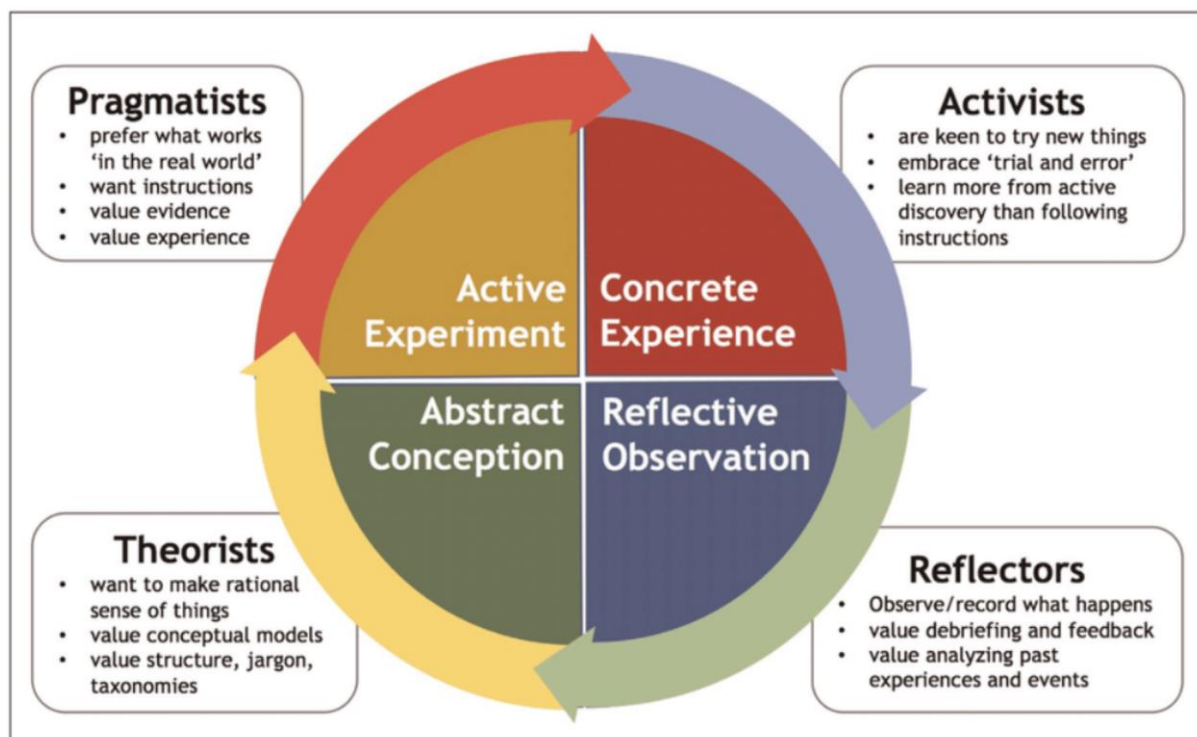 Pragmatists
• prefer what works
'in the real world'
• want instructions
• value evidence
• value experience
Activists
• are keen to try new things
• embrace 'trial and error'
• learn more from active
discovery than following
instructions
Active
Experiment
Concrete
Experience
Abstract
Conception
Reflective
Observation
Theorists
• want to make rational
sense of things
• value conceptual models
• value structure, jargon,
taxonomies
Reflectors
• Observe/record what happens
• value debriefing and feedback
• value analyzing past
experiences and events